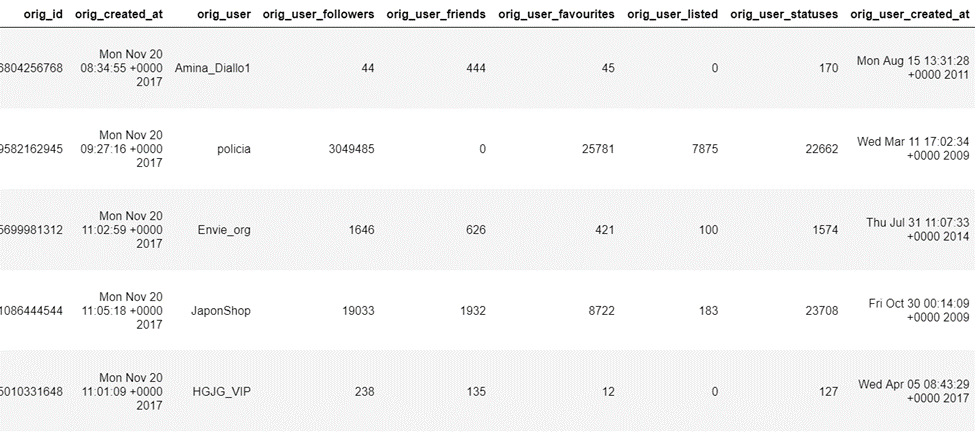 orig_id orig_created_at orig_user orig_user_followers orig_user_friends orig_user_favourites orig_user_listed orig_user_statuses orig_user_created_at
6804256768
Mon Nov 20
08:34:55 +0000
2017
Amina_Diallo1 44 444 45 0 170
Mon Aug 15 13:31:28
+0000 2011
9582162945
Mon Nov 20
09:27:16 +0000
2017
policia 3049485 0 25781 7875 22662
Wed Mar 11 17:02:34
+0000 2009
5699981312
Mon Nov 20
11:02:59 +0000
2017
Envie_org 1646 626 421 100 1574
Thu Jul 31 11:07:33
+0000 2014
1086444544
Mon Nov 20
11:05:18 +0000
2017
JaponShop 19033 1932 8722 183 23708
Fri Oct 30 00:14:09
+0000 2009
5010331648
Mon Nov 20
11:01:09 +0000
2017
HGJG_VIP 238 135 12 0 127
Wed Apr 05 08:43:29
+0000 2017